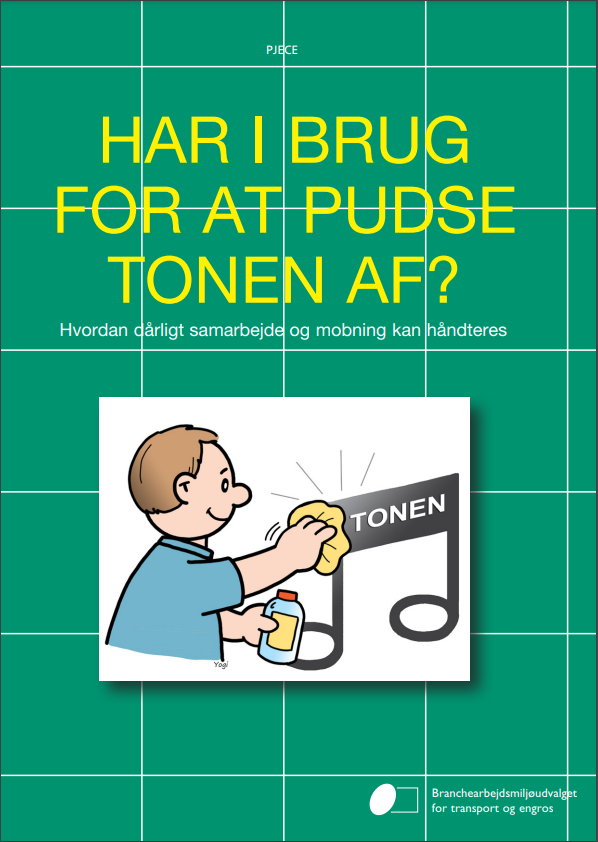 PJECE
HAR I BRUG
FOR AT PUDSE
TONEN AF?
Hvordan dårligt samarbejde og mobning kan håndteres
TONEN
Yogi
Branchearbejdsmiljøudvalget
for transport og engros